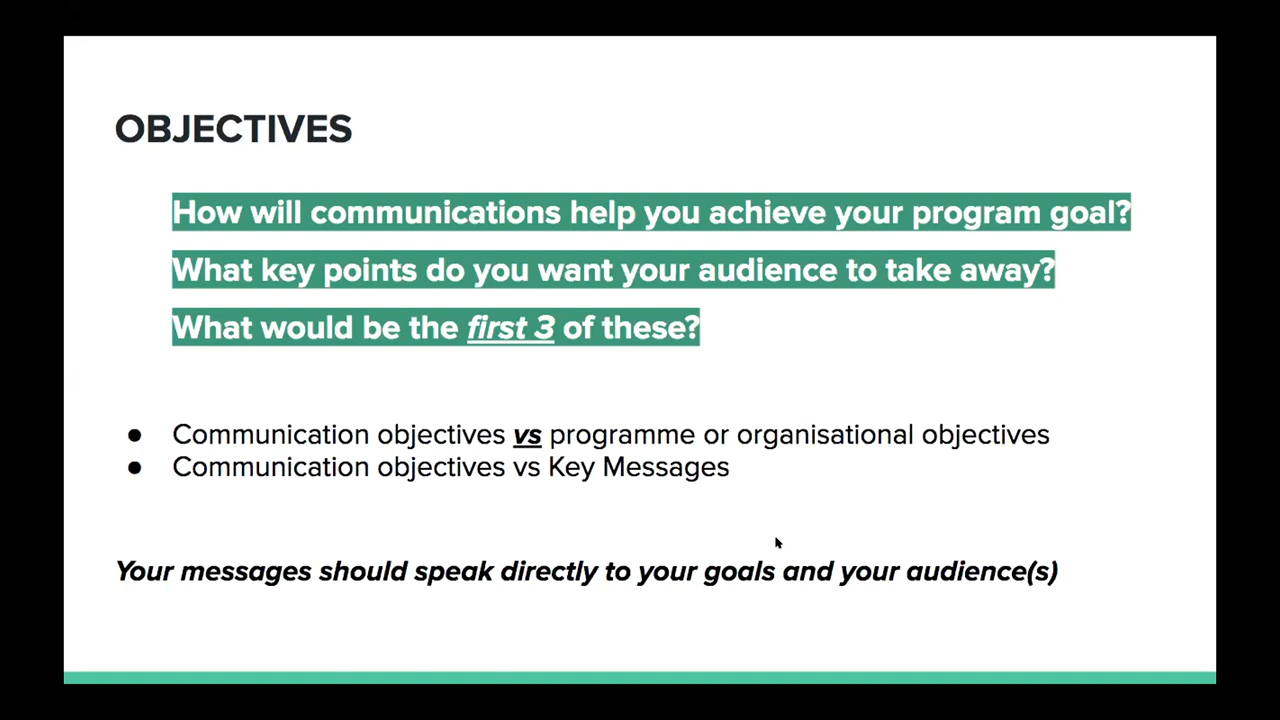 OBJECTIVES
How will communications help you achieve your program goal?
What key points do you want your audience to take away?
What would be the first 3 of these?
● Communication objectives vs programme or organisational objectives
● Communication objectives vs Key Messages
Your messages should speak directly to your goals and your audience(s)